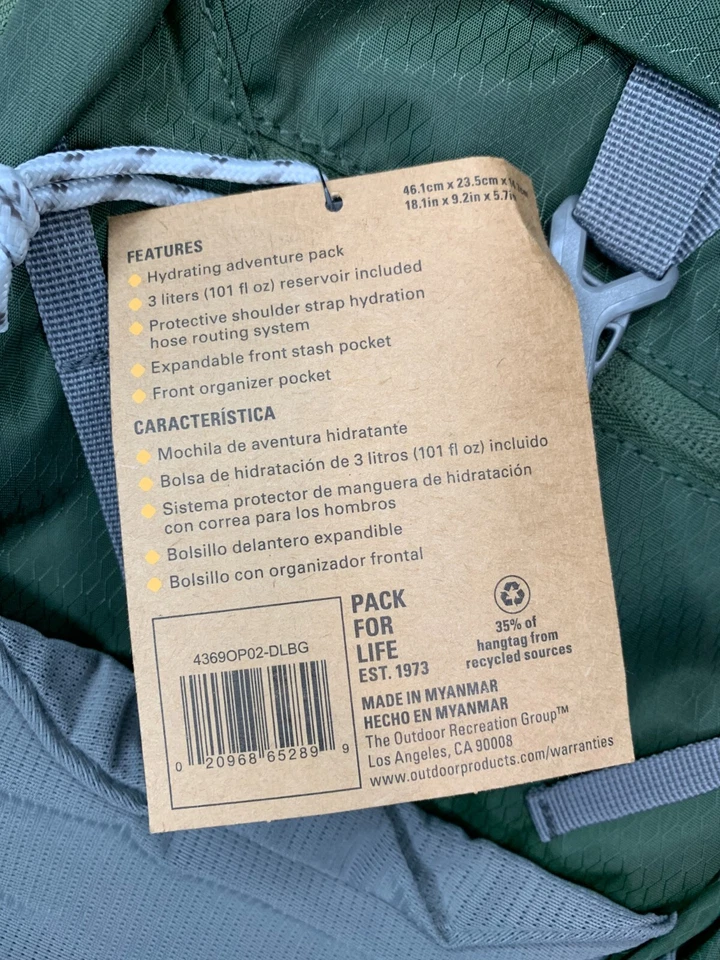 46.1cm x 23.5cm x
18.1in x 9.2in x 5.7in
FEATURES
Hydrating adventure pack
3 liters (101 fl oz) reservoir included
Protective shoulder strap hydration
hose routing system
Expandable front stash pocket
Front organizer pocket
CARACTERÍSTICA
Mochila de aventura hidratante
Bolsa de hidratación de 3 litros (101 fl oz) incluido
Sistema protector de manguera de hidratación
con correa para los hombros
Bolsillo delantero expandible
Bolsillo con organizador frontal
4369OP02-DLBG
0 20968 65289 9
PACK
FOR
LIFE
EST. 1973
35% of
hangtag from
recycled sources
MADE IN MYANMAR
HECHO EN MYANMAR
The Outdoor Recreation Group™
Los Angeles, CA 90008
www.outdoorproducts.com/warranties